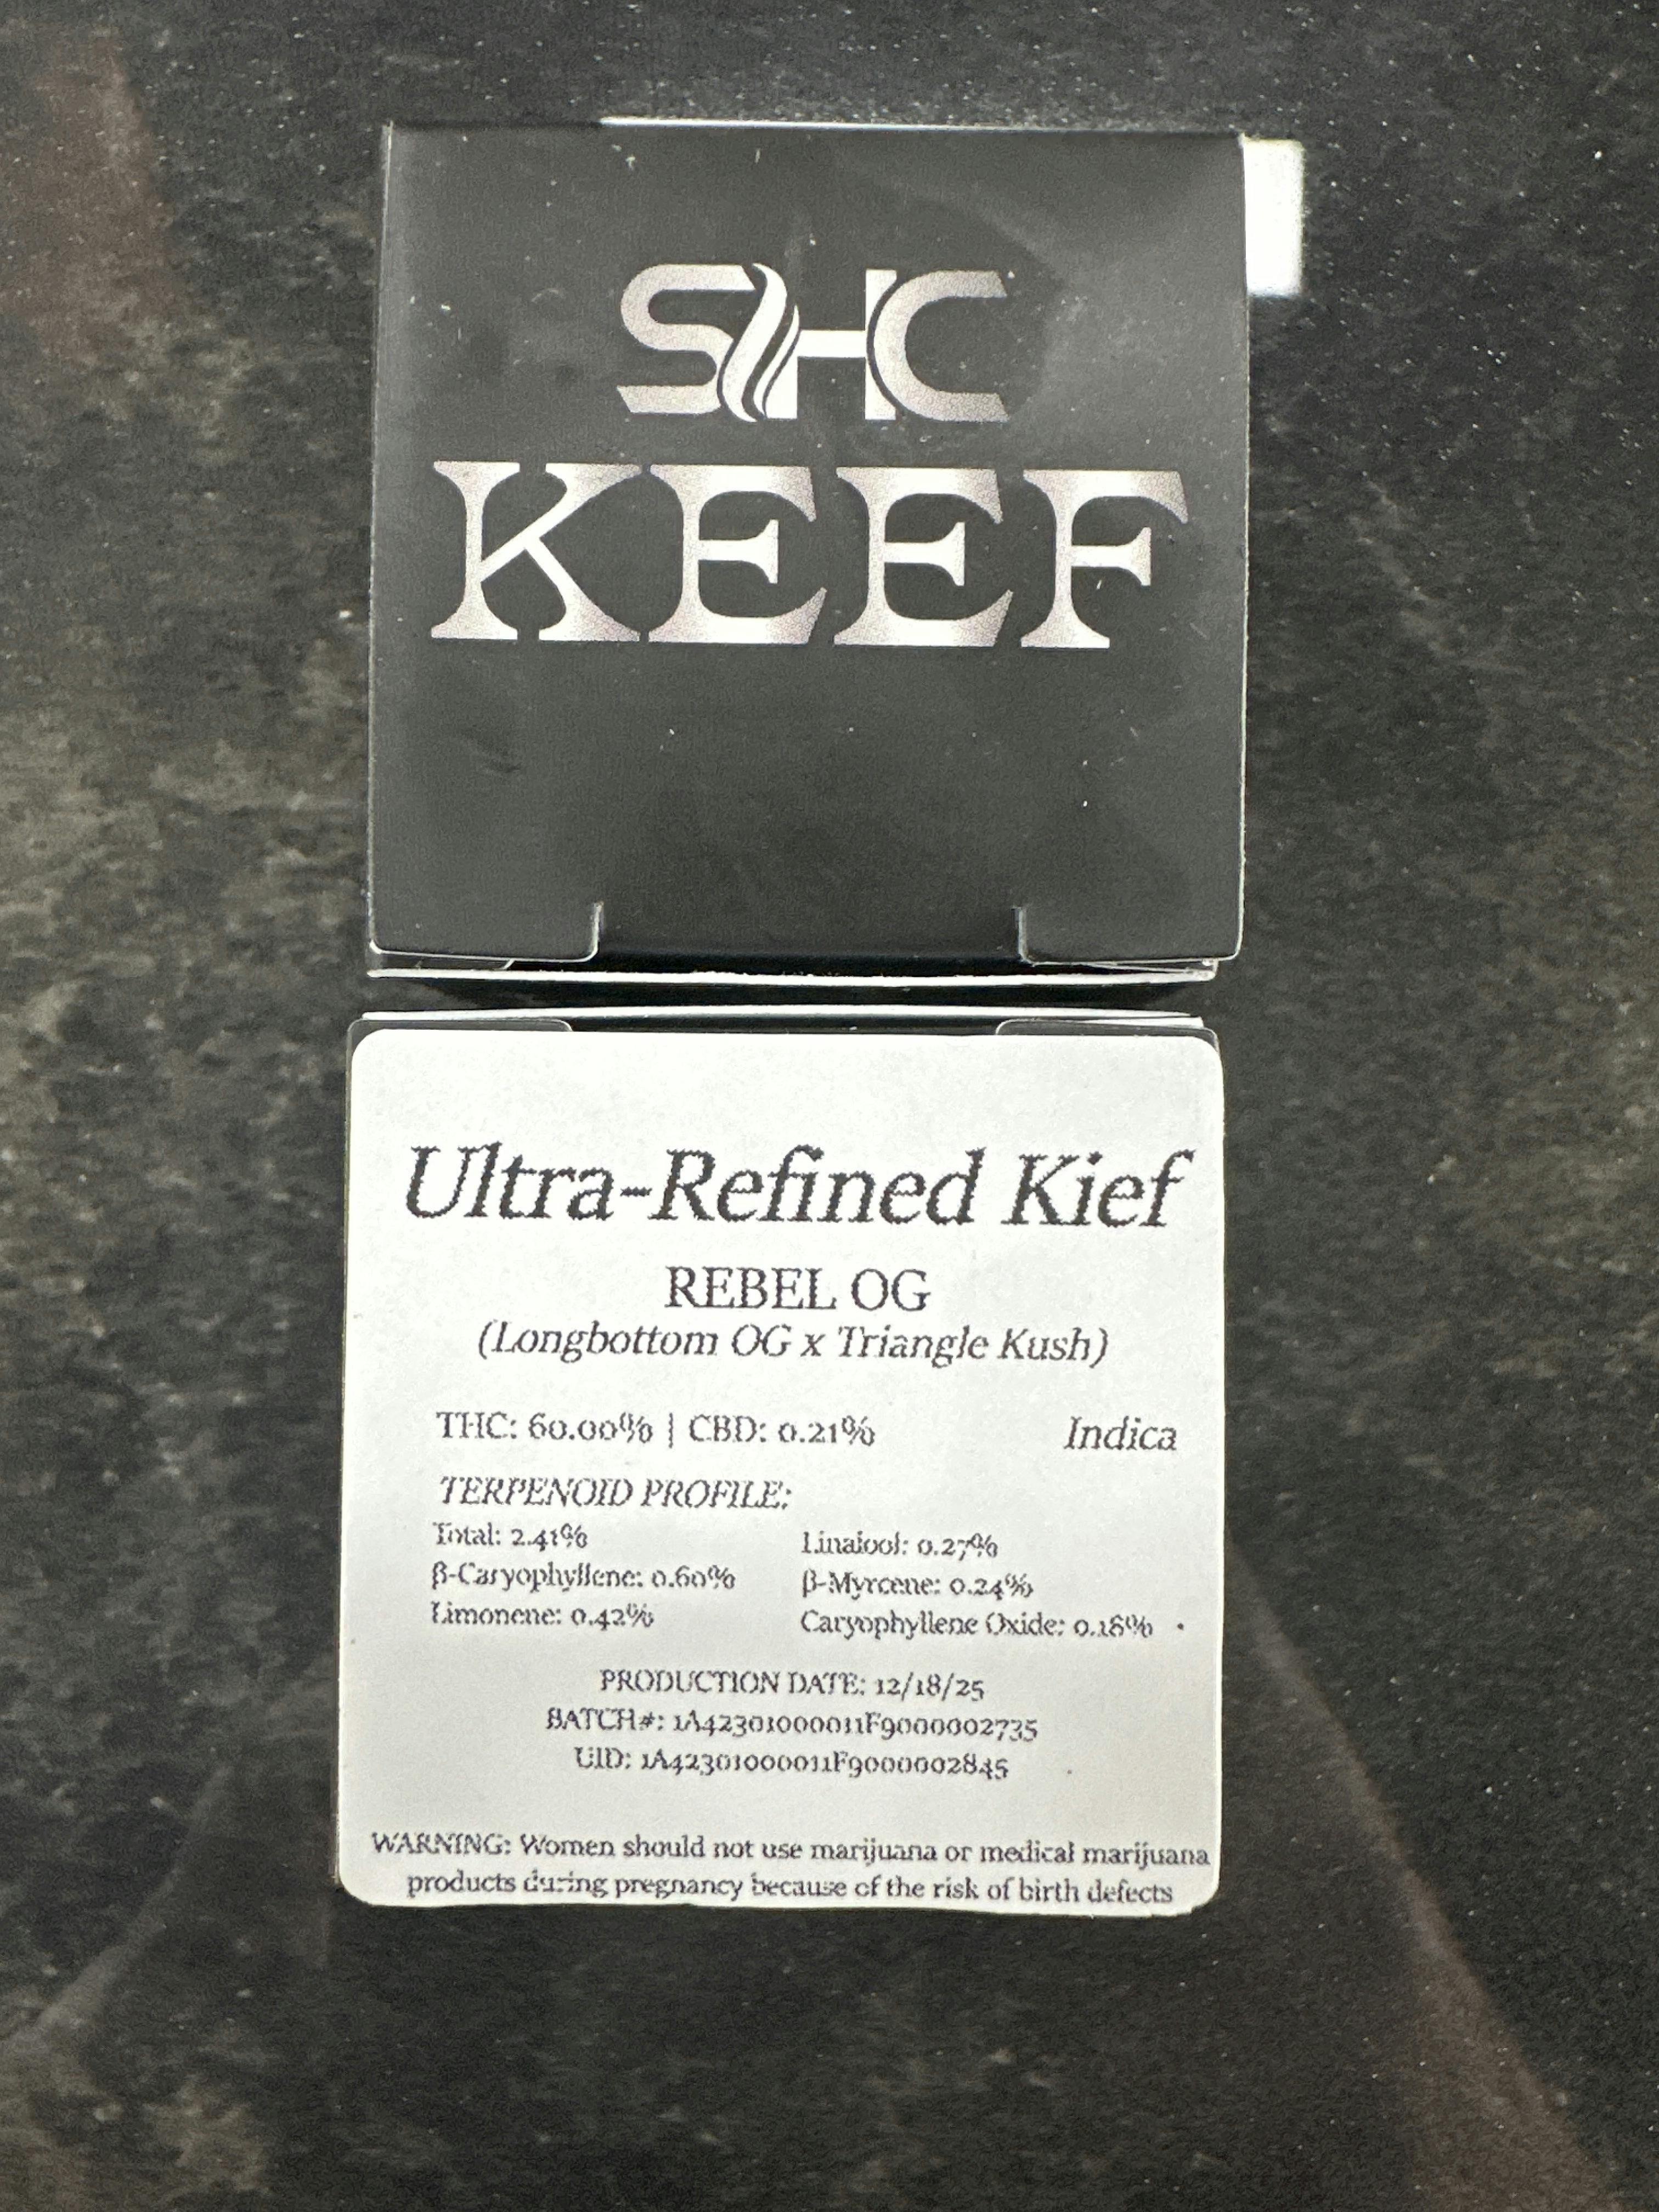 SHC
KEEF
Ultra-Refined Kief
REBEL OG
(Longbottom OG x Triangle Kush)
THC: 60.00% | CBD: 0.21%
Indica
TERPENOID PROFILE:
Total: 2.41%
Linalool: 0.27%
β-Caryophyllene: 0.60%
β-Myrcene: 0.24%
Limonene: 0.42%
Caryophyllene Oxide: 0.18%
PRODUCTION DATE: 12/18/25
BATCH#: 1A42301000011F9000002735
UID: 1A42301000011F9000002845
WARNING: Women should not use marijuana or medical marijuana
products during pregnancy because of the risk of birth defects